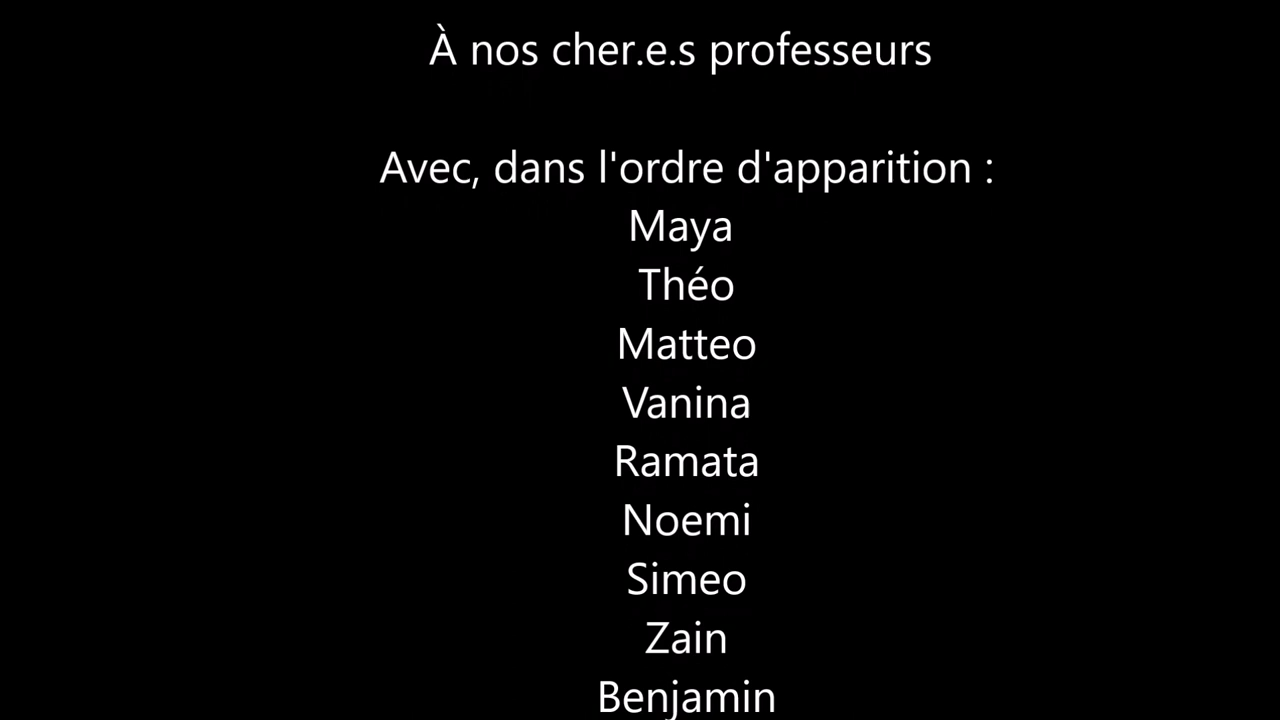 À nos cher.e.s professeurs
Avec, dans l'ordre d'apparition :
Maya
Théo
Matteo
Vanina
Ramata
Noemi
Simeo
Zain
Benjamin